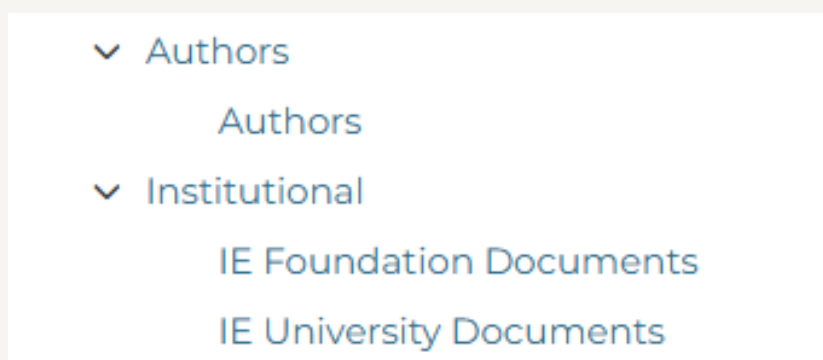 Authors
Authors
Institutional
IE Foundation Documents
IE University Documents